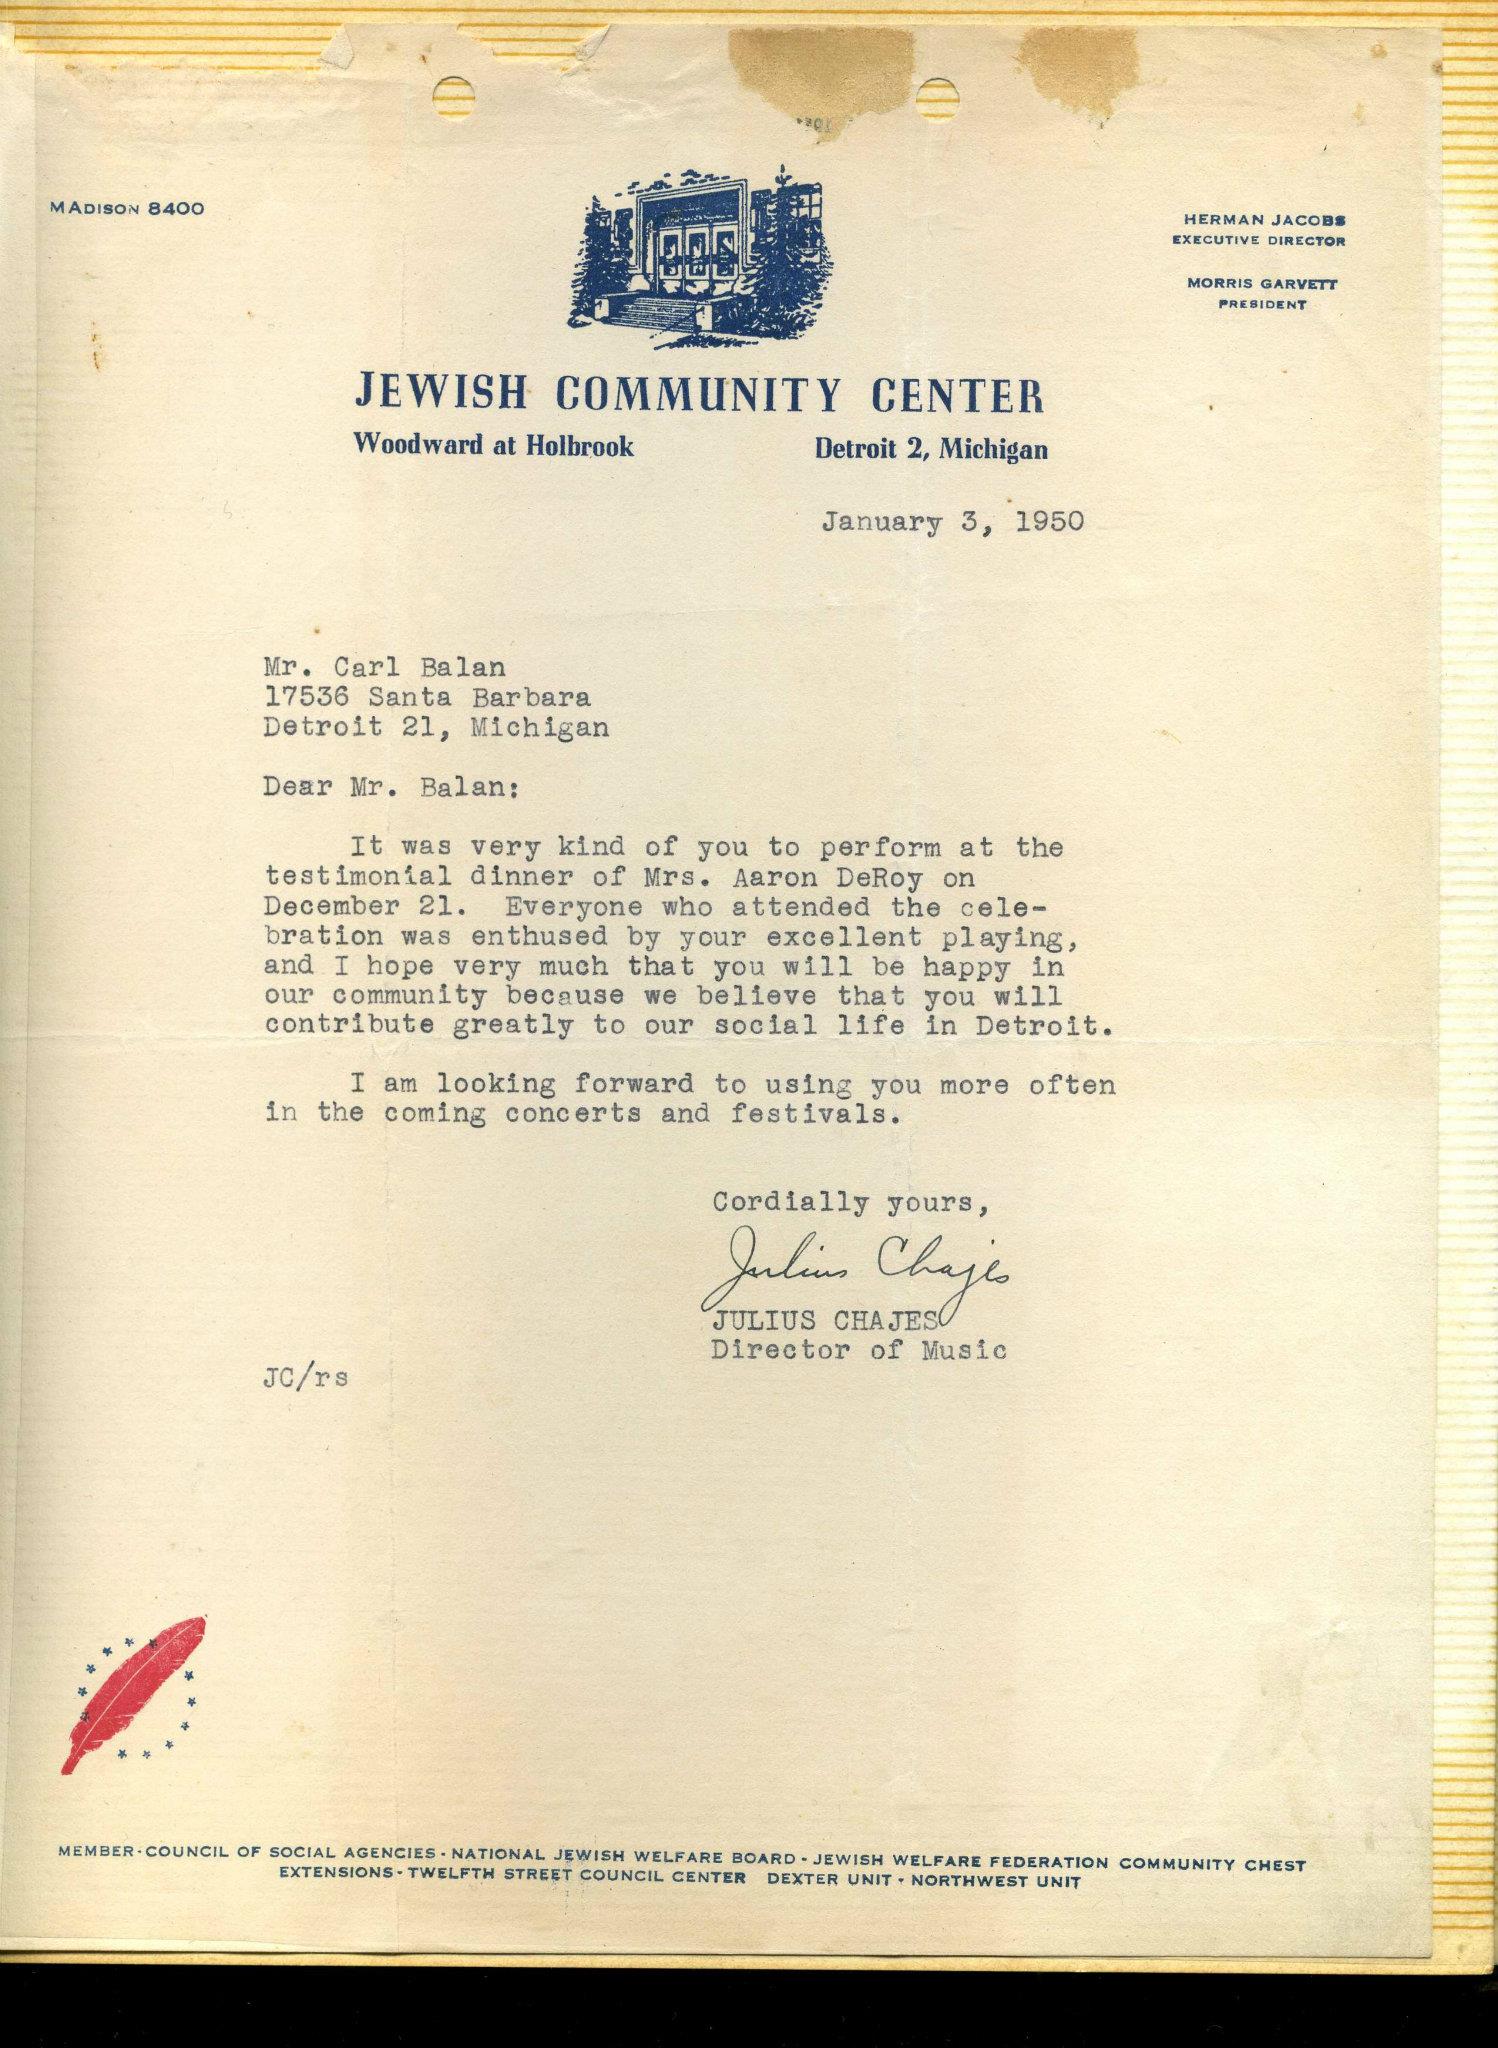 MADISON 8400
HERMAN JACOBS
EXECUTIVE DIRECTOR
MORRIS GARVETT
PRESIDENT
JEWISH COMMUNITY CENTER
Woodward at Holbrook Detroit 2, Michigan
January 3, 1950
Mr. Carl Balan
17536 Santa Barbara
Detroit 21, Michigan
Dear Mr. Balan:
It was very kind of you to perform at the
testimonial dinner of Mrs. Aaron DeRoy on
December 21. Everyone who attended the cele-
bration was enthused by your excellent playing,
and I hope very much that you will be happy in
our community because we believe that you will
contribute greatly to our social life in Detroit.
I am looking forward to using you more often
in the coming concerts and festivals.
Cordially yours,
Julius Chajes
JULIUS CHAJES
Director of Music
JC/rs
MEMBER · COUNCIL OF SOCIAL AGENCIES · NATIONAL JEWISH WELFARE BOARD · JEWISH WELFARE FEDERATION COMMUNITY CHEST
EXTENSIONS · TWELFTH STREET COUNCIL CENTER DEXTER UNIT · NORTHWEST UNIT